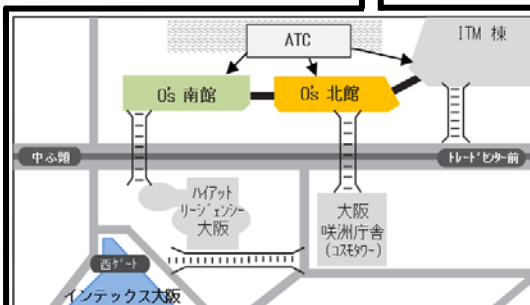 ATC
ITM 棟
O's 南館
O's 北館
中ふ頭
トレードセンター前
ハイアット
リージェンシー
大阪
大阪
咲洲庁舎
(コスモタワー)
西ゲート
インテックス大阪